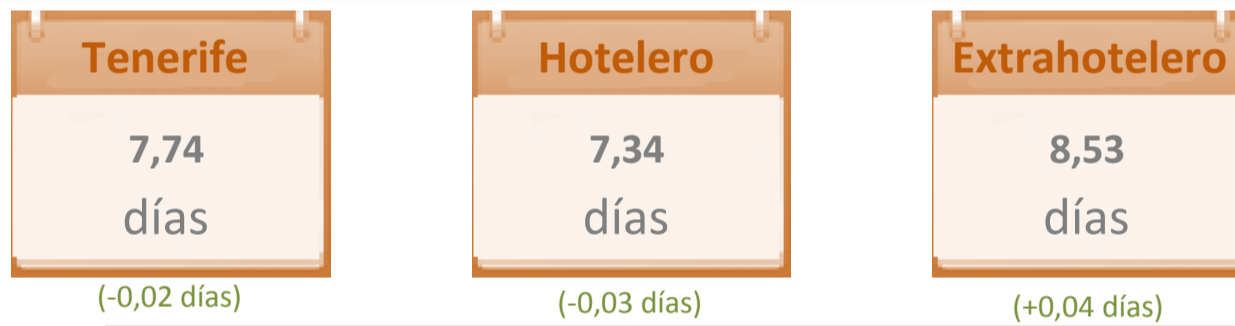 Tenerife
7,74
días
(-0,02 días)
Hotelero
7,34
días
(-0,03 días)
Extrahotelero
8,53
días
(+0,04 días)